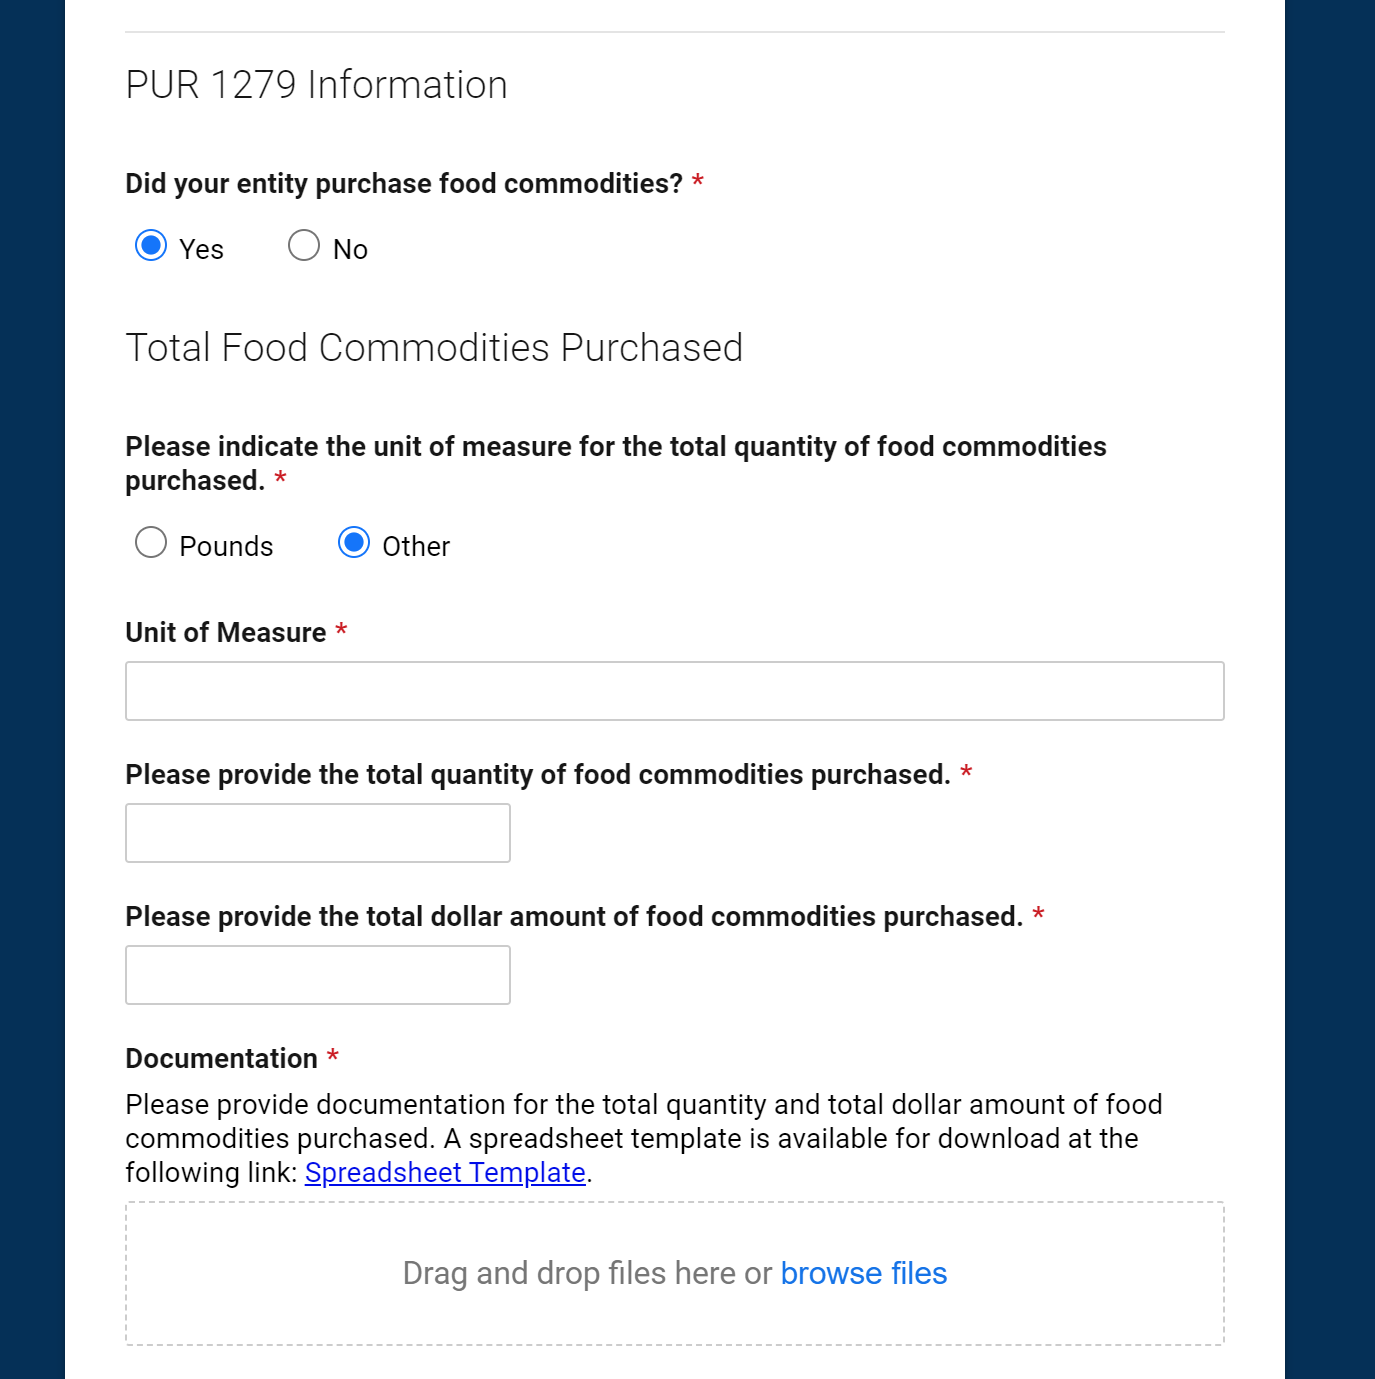 PUR 1279 Information
Did your entity purchase food commodities? *
Yes No
Total Food Commodities Purchased
Please indicate the unit of measure for the total quantity of food commodities
purchased. *
Pounds Other
Unit of Measure *
Please provide the total quantity of food commodities purchased. *
Please provide the total dollar amount of food commodities purchased. *
Documentation *
Please provide documentation for the total quantity and total dollar amount of food
commodities purchased. A spreadsheet template is available for download at the
following link: Spreadsheet Template.
Drag and drop files here or browse files